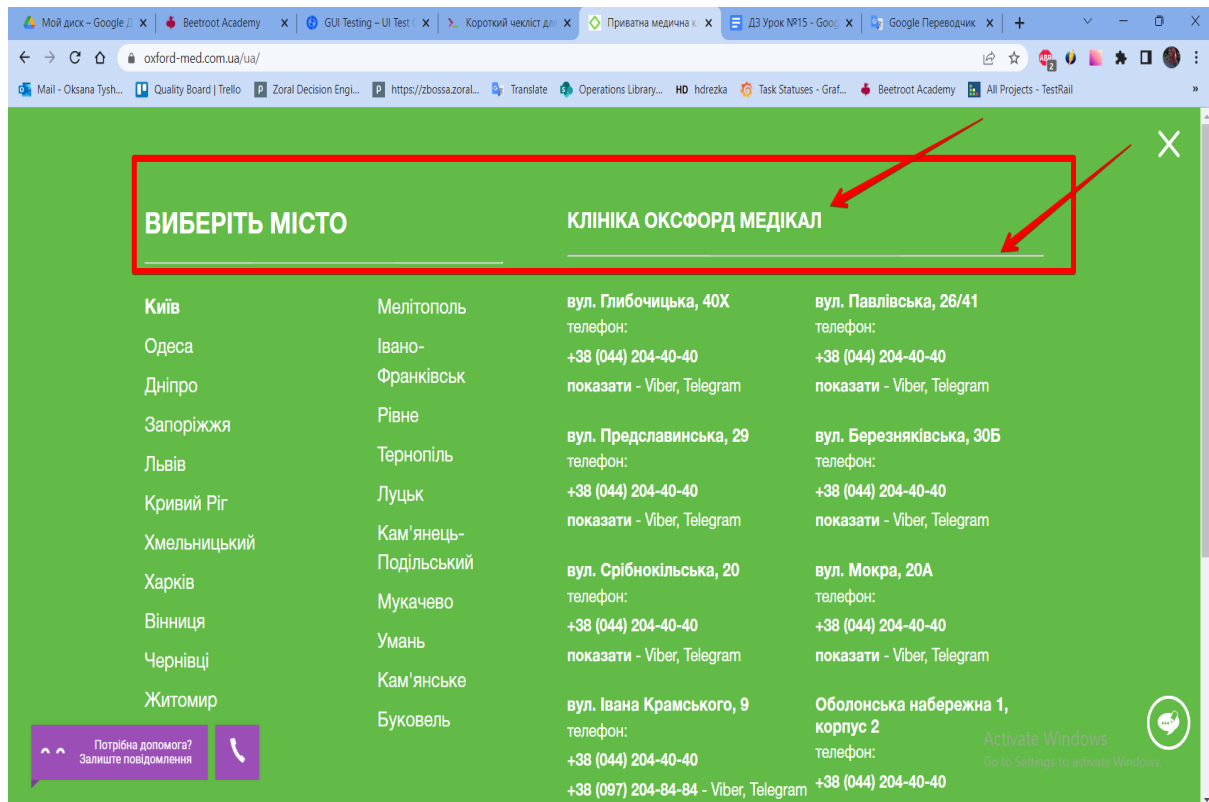 Мой диск – Google Д
Beetroot Academy
GUI Testing – UI Test C
Короткий чекліст для
Приватна медична к
ДЗ Урок №15 - Goog
Google Переводчик
oxford-med.com.ua/ua/
Mail - Oksana Tysh...
Quality Board | Trello
Zoral Decision Engi...
https://zbossa.zoral...
Translate
Operations Library...
HD hdrezka
Task Statuses - Graf...
Beetroot Academy
All Projects - TestRail
»
ВИБЕРІТЬ МІСТО
Київ
Одеса
Дніпро
Запоріжжя
Львів
Кривий Ріг
Хмельницький
Харків
Вінниця
Чернівці
Житомир
Мелітополь
Івано-
Франківськ
Рівне
Тернопіль
Луцьк
Кам'янець-
Подільський
Мукачево
Умань
Кам'янське
Буковель
КЛІНІКА ОКСФОРД МЕДІКАЛ
вул. Глибочицька, 40Х
телефон:
+38 (044) 204-40-40
показати - Viber, Telegram
вул. Павлівська, 26/41
телефон:
+38 (044) 204-40-40
показати - Viber, Telegram
вул. Предславинська, 29
телефон:
+38 (044) 204-40-40
показати - Viber, Telegram
вул. Березняківська, 30Б
телефон:
+38 (044) 204-40-40
показати - Viber, Telegram
вул. Срібнокільська, 20
телефон:
+38 (044) 204-40-40
показати - Viber, Telegram
вул. Мокра, 20А
телефон:
+38 (044) 204-40-40
показати - Viber, Telegram
вул. Івана Крамського, 9
телефон:
+38 (044) 204-40-40
+38 (097) 204-84-84 - Viber, Telegram
Оболонська набережна 1,
корпус 2
телефон:
+38 (044) 204-40-40
Потрібна допомога?
Залиште повідомлення
Activate Windows
Go to Settings to activate Windows.